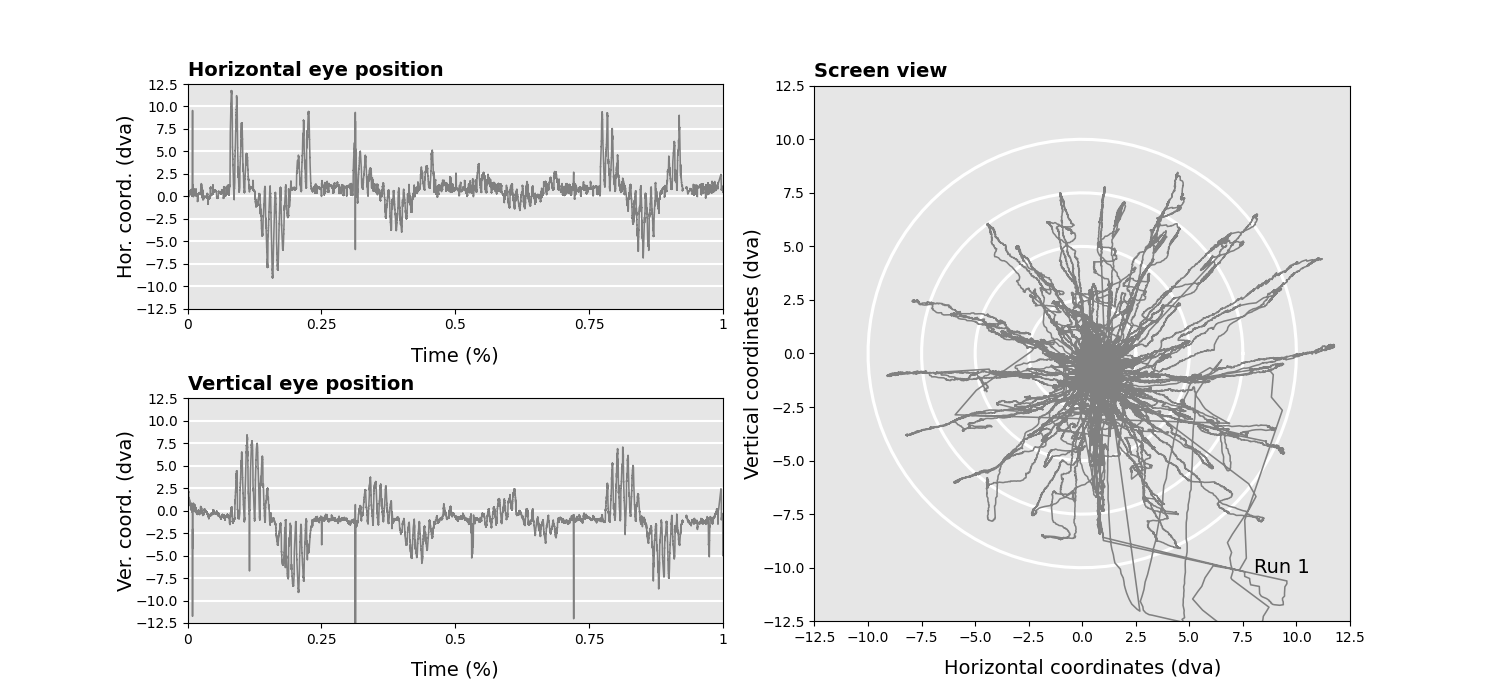 Horizontal eye position
Hor. coord. (dva)
12.5
10.0
7.5
5.0
2.5
0.0
−2.5
−5.0
−7.5
−10.0
−12.5
0 0.25 0.5 0.75 1
Time (%)
Vertical eye position
Ver. coord. (dva)
12.5
10.0
7.5
5.0
2.5
0.0
−2.5
−5.0
−7.5
−10.0
−12.5
0 0.25 0.5 0.75 1
Time (%)
Screen view
Vertical coordinates (dva)
12.5
10.0
7.5
5.0
2.5
0.0
−2.5
−5.0
−7.5
−10.0
−12.5
Run 1
−12.5 −10.0 −7.5 −5.0 −2.5 0.0 2.5 5.0 7.5 10.0 12.5
Horizontal coordinates (dva)